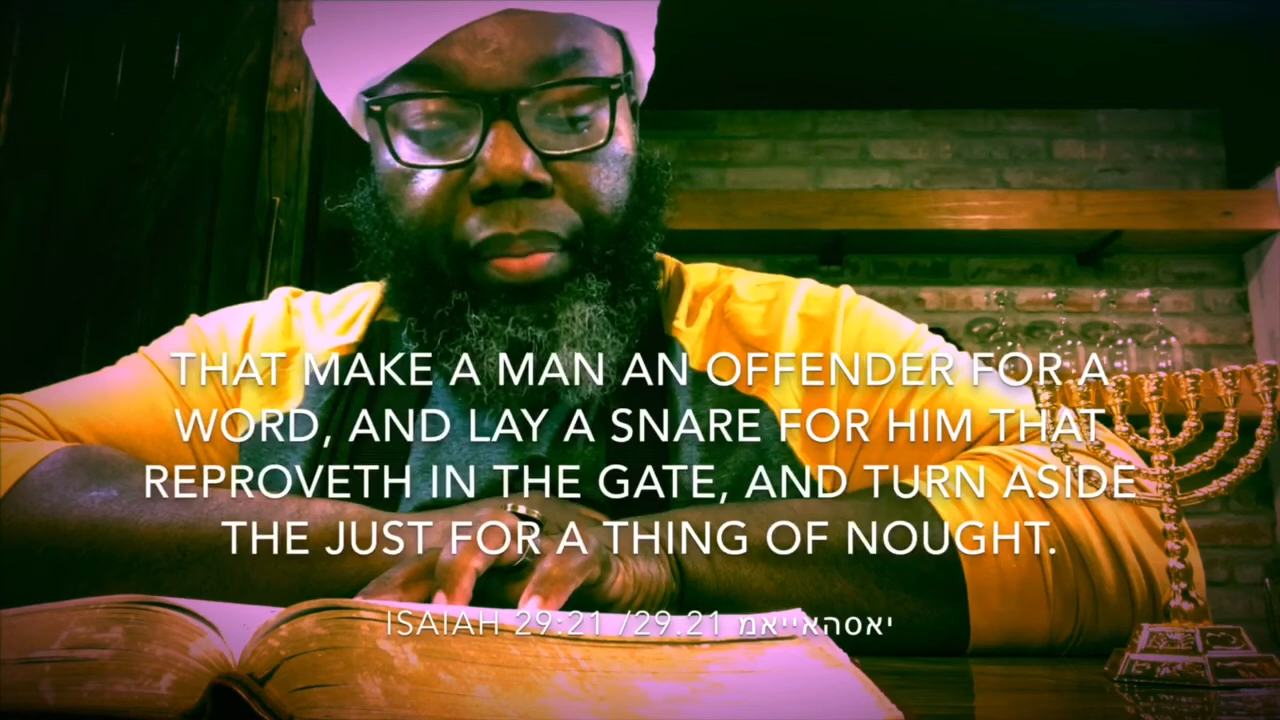 THAT MAKE A MAN AN OFFENDER FOR A
WORD, AND LAY A SNARE FOR HIM THAT
REPROVETH IN THE GATE, AND TURN ASIDE
THE JUST FOR A THING OF NOUGHT.
ISAIAH 29:21 /29.21 יאסהאייאמ